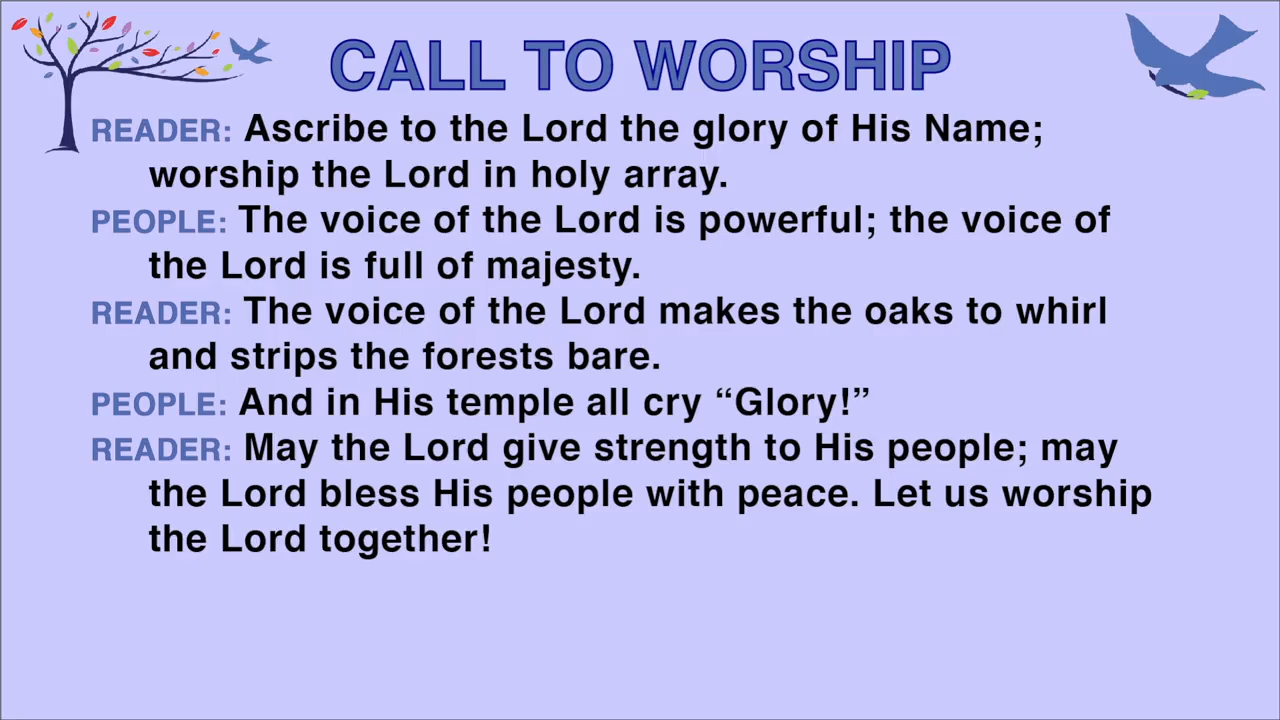 CALL TO WORSHIP
READER: Ascribe to the Lord the glory of His Name;
worship the Lord in holy array.
PEOPLE: The voice of the Lord is powerful; the voice of
the Lord is full of majesty.
READER: The voice of the Lord makes the oaks to whirl
and strips the forests bare.
PEOPLE: And in His temple all cry “Glory!”
READER: May the Lord give strength to His people; may
the Lord bless His people with peace. Let us worship
the Lord together!